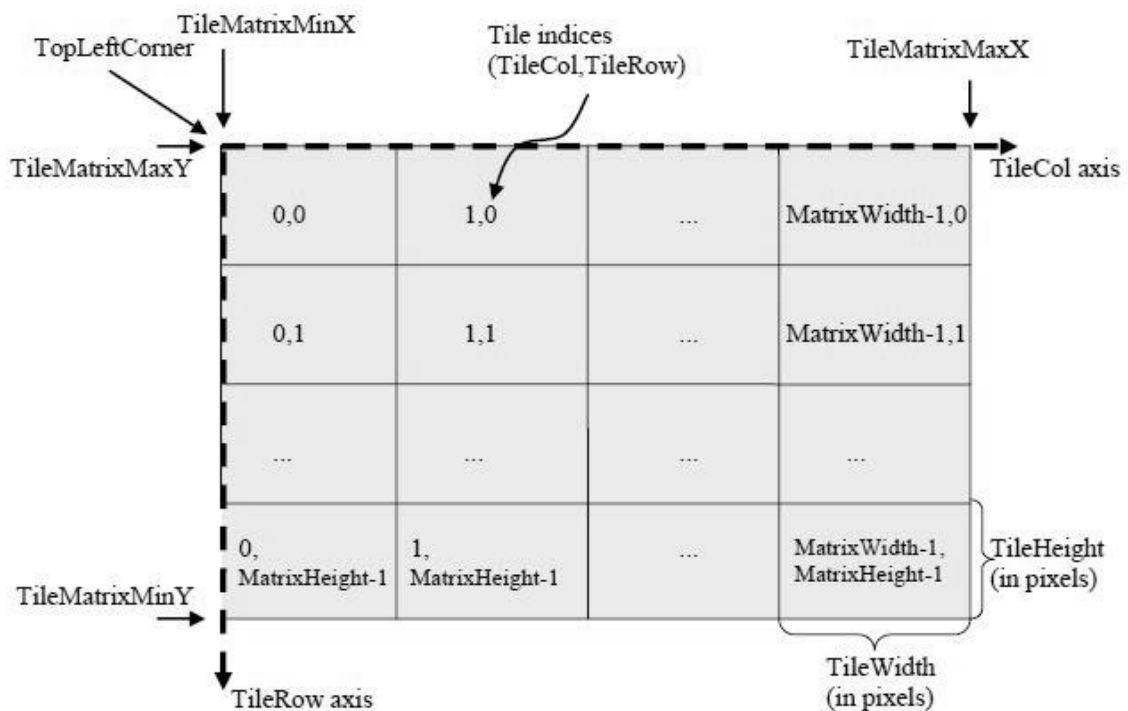 TileMatrixMinX
TopLeftCorner
Tile indices
(TileCol,TileRow)
TileMatrixMaxX
TileMatrixMaxY
TileCol axis
0,0
1,0
...
MatrixWidth-1,0
0,1
1,1
...
MatrixWidth-1,1
...
...
...
...
0,
MatrixHeight-1
1,
MatrixHeight-1
...
MatrixWidth-1,
MatrixHeight-1
TileHeight
(in pixels)
TileMatrixMinY
TileWidth
(in pixels)
TileRow axis